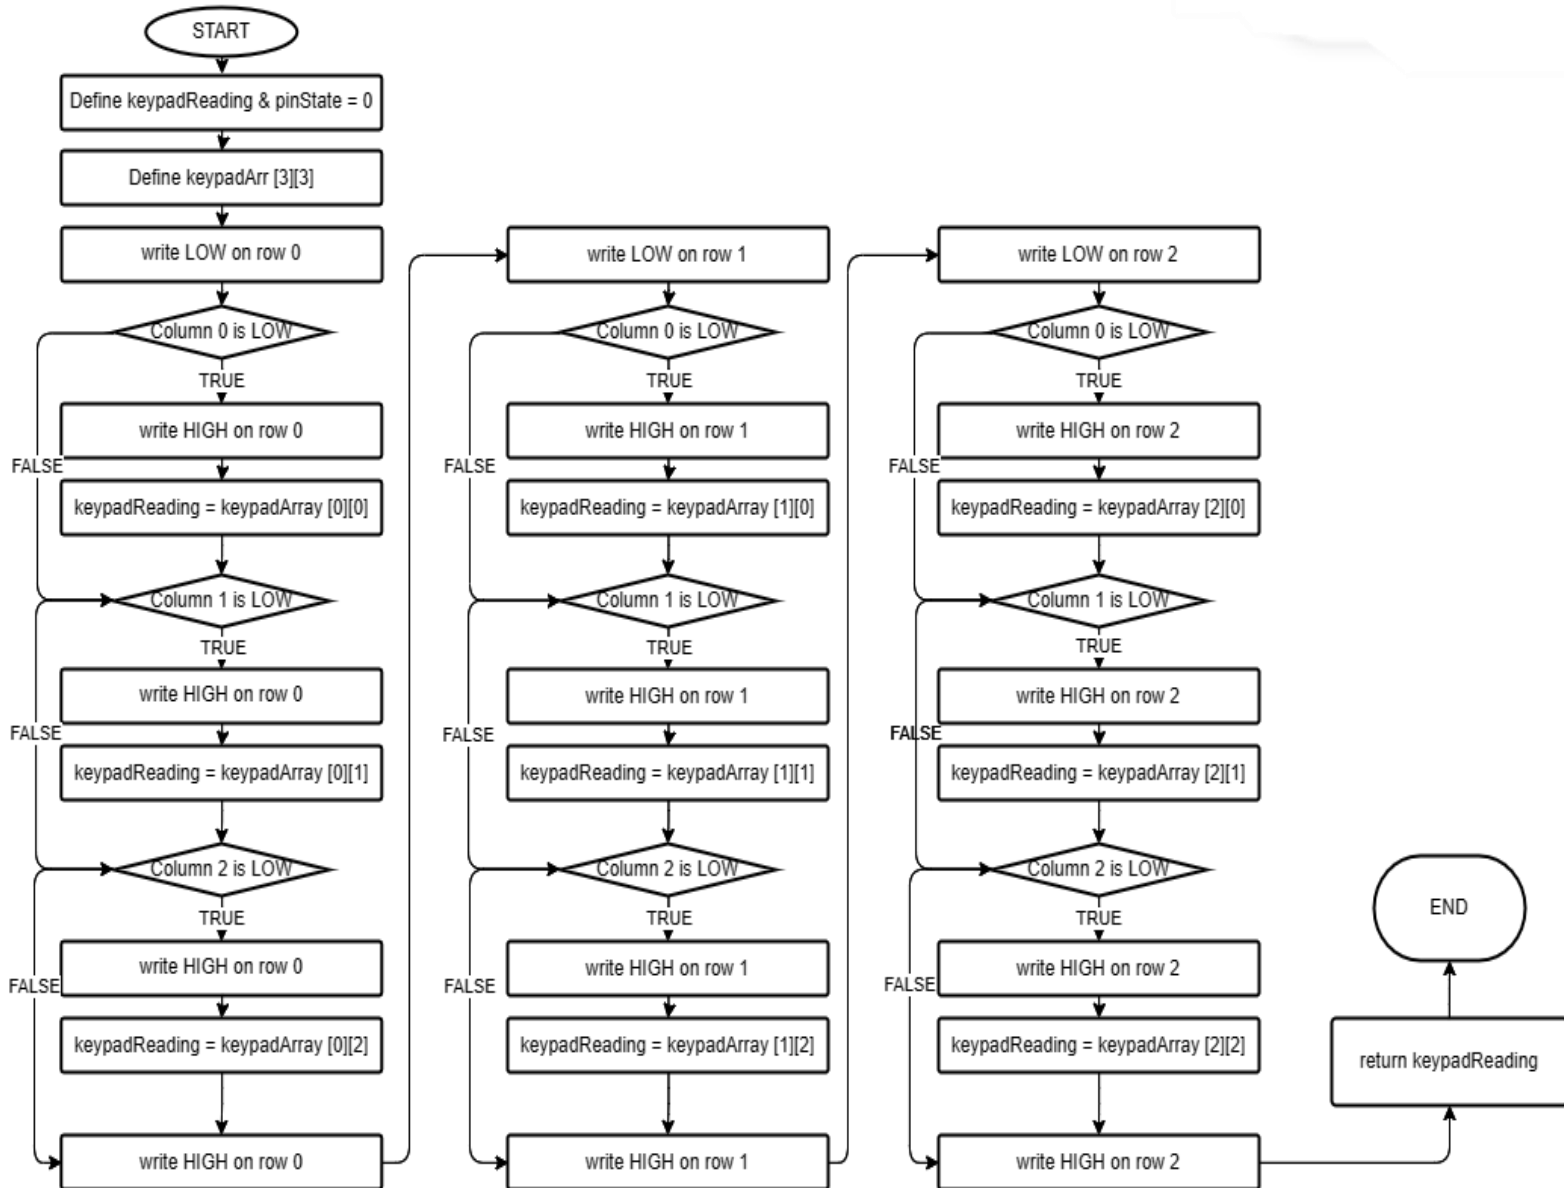 START
Define keypadReading & pinState = 0
Define keypadArr [3][3]
write LOW on row 0
Column 0 is LOW
TRUE
write HIGH on row 0
FALSE
keypadReading = keypadArray [0][0]
Column 1 is LOW
TRUE
write HIGH on row 0
FALSE
keypadReading = keypadArray [0][1]
Column 2 is LOW
TRUE
write HIGH on row 0
FALSE
keypadReading = keypadArray [0][2]
write HIGH on row 0
write LOW on row 1
Column 0 is LOW
TRUE
write HIGH on row 1
FALSE
keypadReading = keypadArray [1][0]
Column 1 is LOW
TRUE
write HIGH on row 1
FALSE
keypadReading = keypadArray [1][1]
Column 2 is LOW
TRUE
write HIGH on row 1
FALSE
keypadReading = keypadArray [1][2]
write HIGH on row 1
write LOW on row 2
Column 0 is LOW
TRUE
write HIGH on row 2
FALSE
keypadReading = keypadArray [2][0]
Column 1 is LOW
TRUE
write HIGH on row 2
FALSE
keypadReading = keypadArray [2][1]
Column 2 is LOW
TRUE
write HIGH on row 2
FALSE
keypadReading = keypadArray [2][2]
write HIGH on row 2
return keypadReading
END